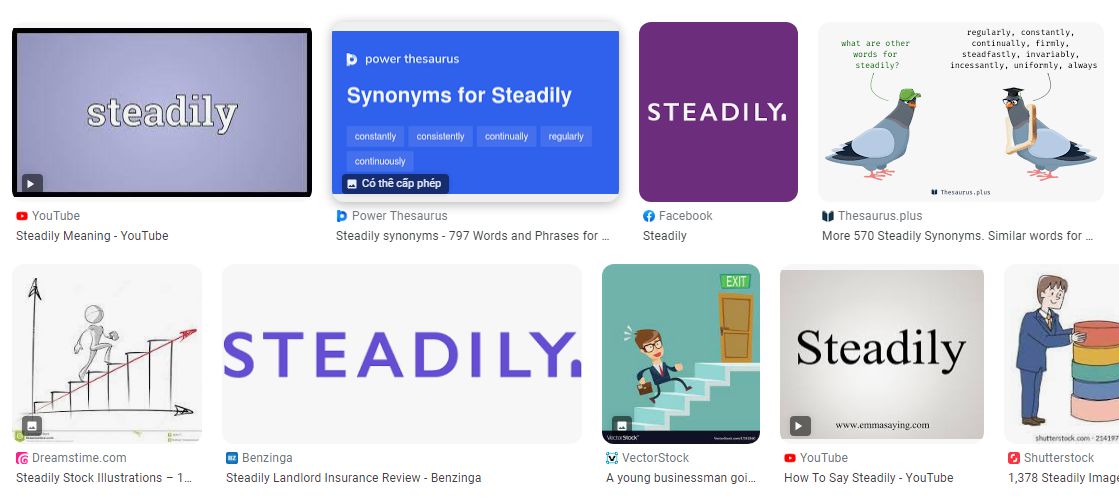 steadily
power thesaurus
Synonyms for Steadily
constantly
consistently
continually
regularly
continuously
Có thể cấp phép
STEADILY.
what are other
words for
steadily?
regularly, constantly,
continually, firmly,
steadfastly, invariably,
incessantly, uniformly, always
Thesaurus.plus
YouTube
Steadily Meaning - YouTube
Power Thesaurus
Steadily synonyms - 797 Words and Phrases for ...
Facebook
Steadily
Thesaurus.plus
More 570 Steadily Synonyms. Similar words for ...
STEADILY.
EXIT
VectorStock
Steadily
www.emmasaying.com
shutterstock.com · 214197
Dreamstime.com
Steadily Stock Illustrations – 1...
Benzinga
Steadily Landlord Insurance Review - Benzinga
VectorStock
A young businessman goi...
YouTube
How To Say Steadily - YouTube
Shutterstock
1,378 Steadily Imag